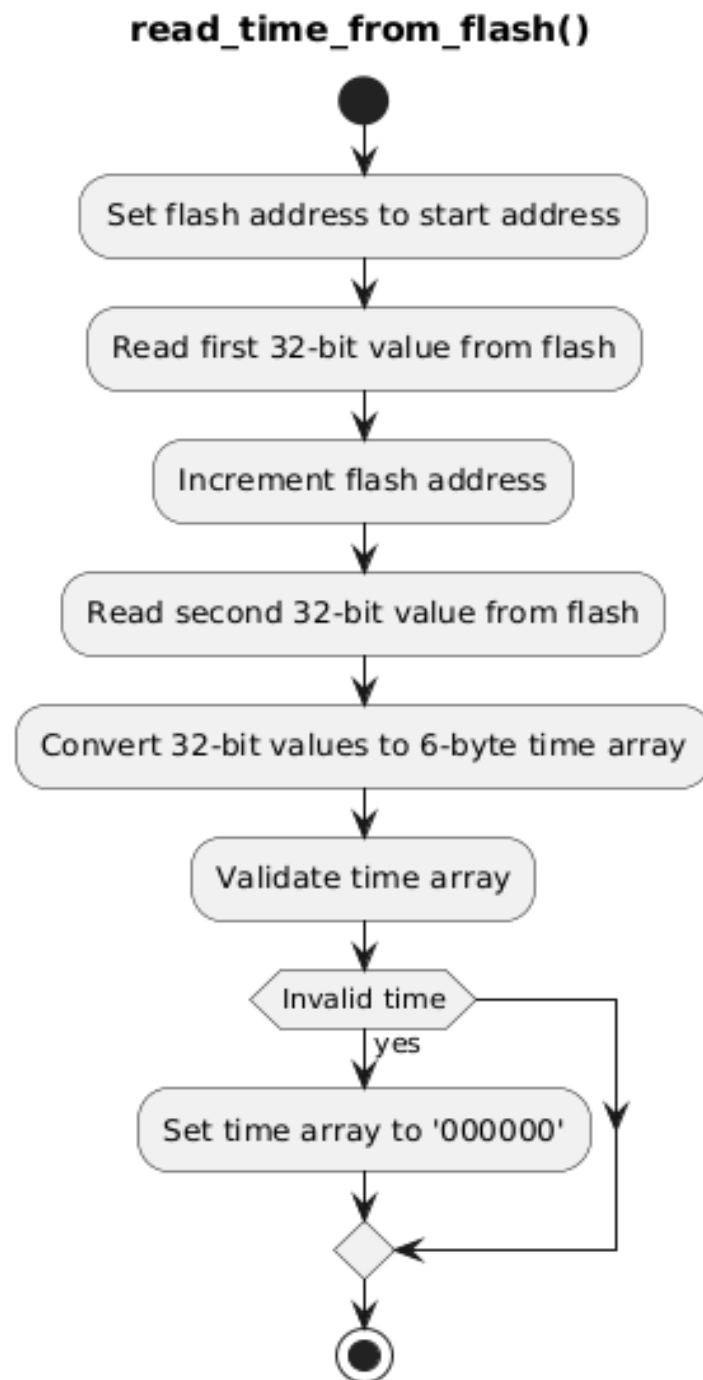 read_time_from_flash()
Set flash address to start address
Read first 32-bit value from flash
Increment flash address
Read second 32-bit value from flash
Convert 32-bit values to 6-byte time array
Validate time array
Invalid time
yes
Set time array to '000000'